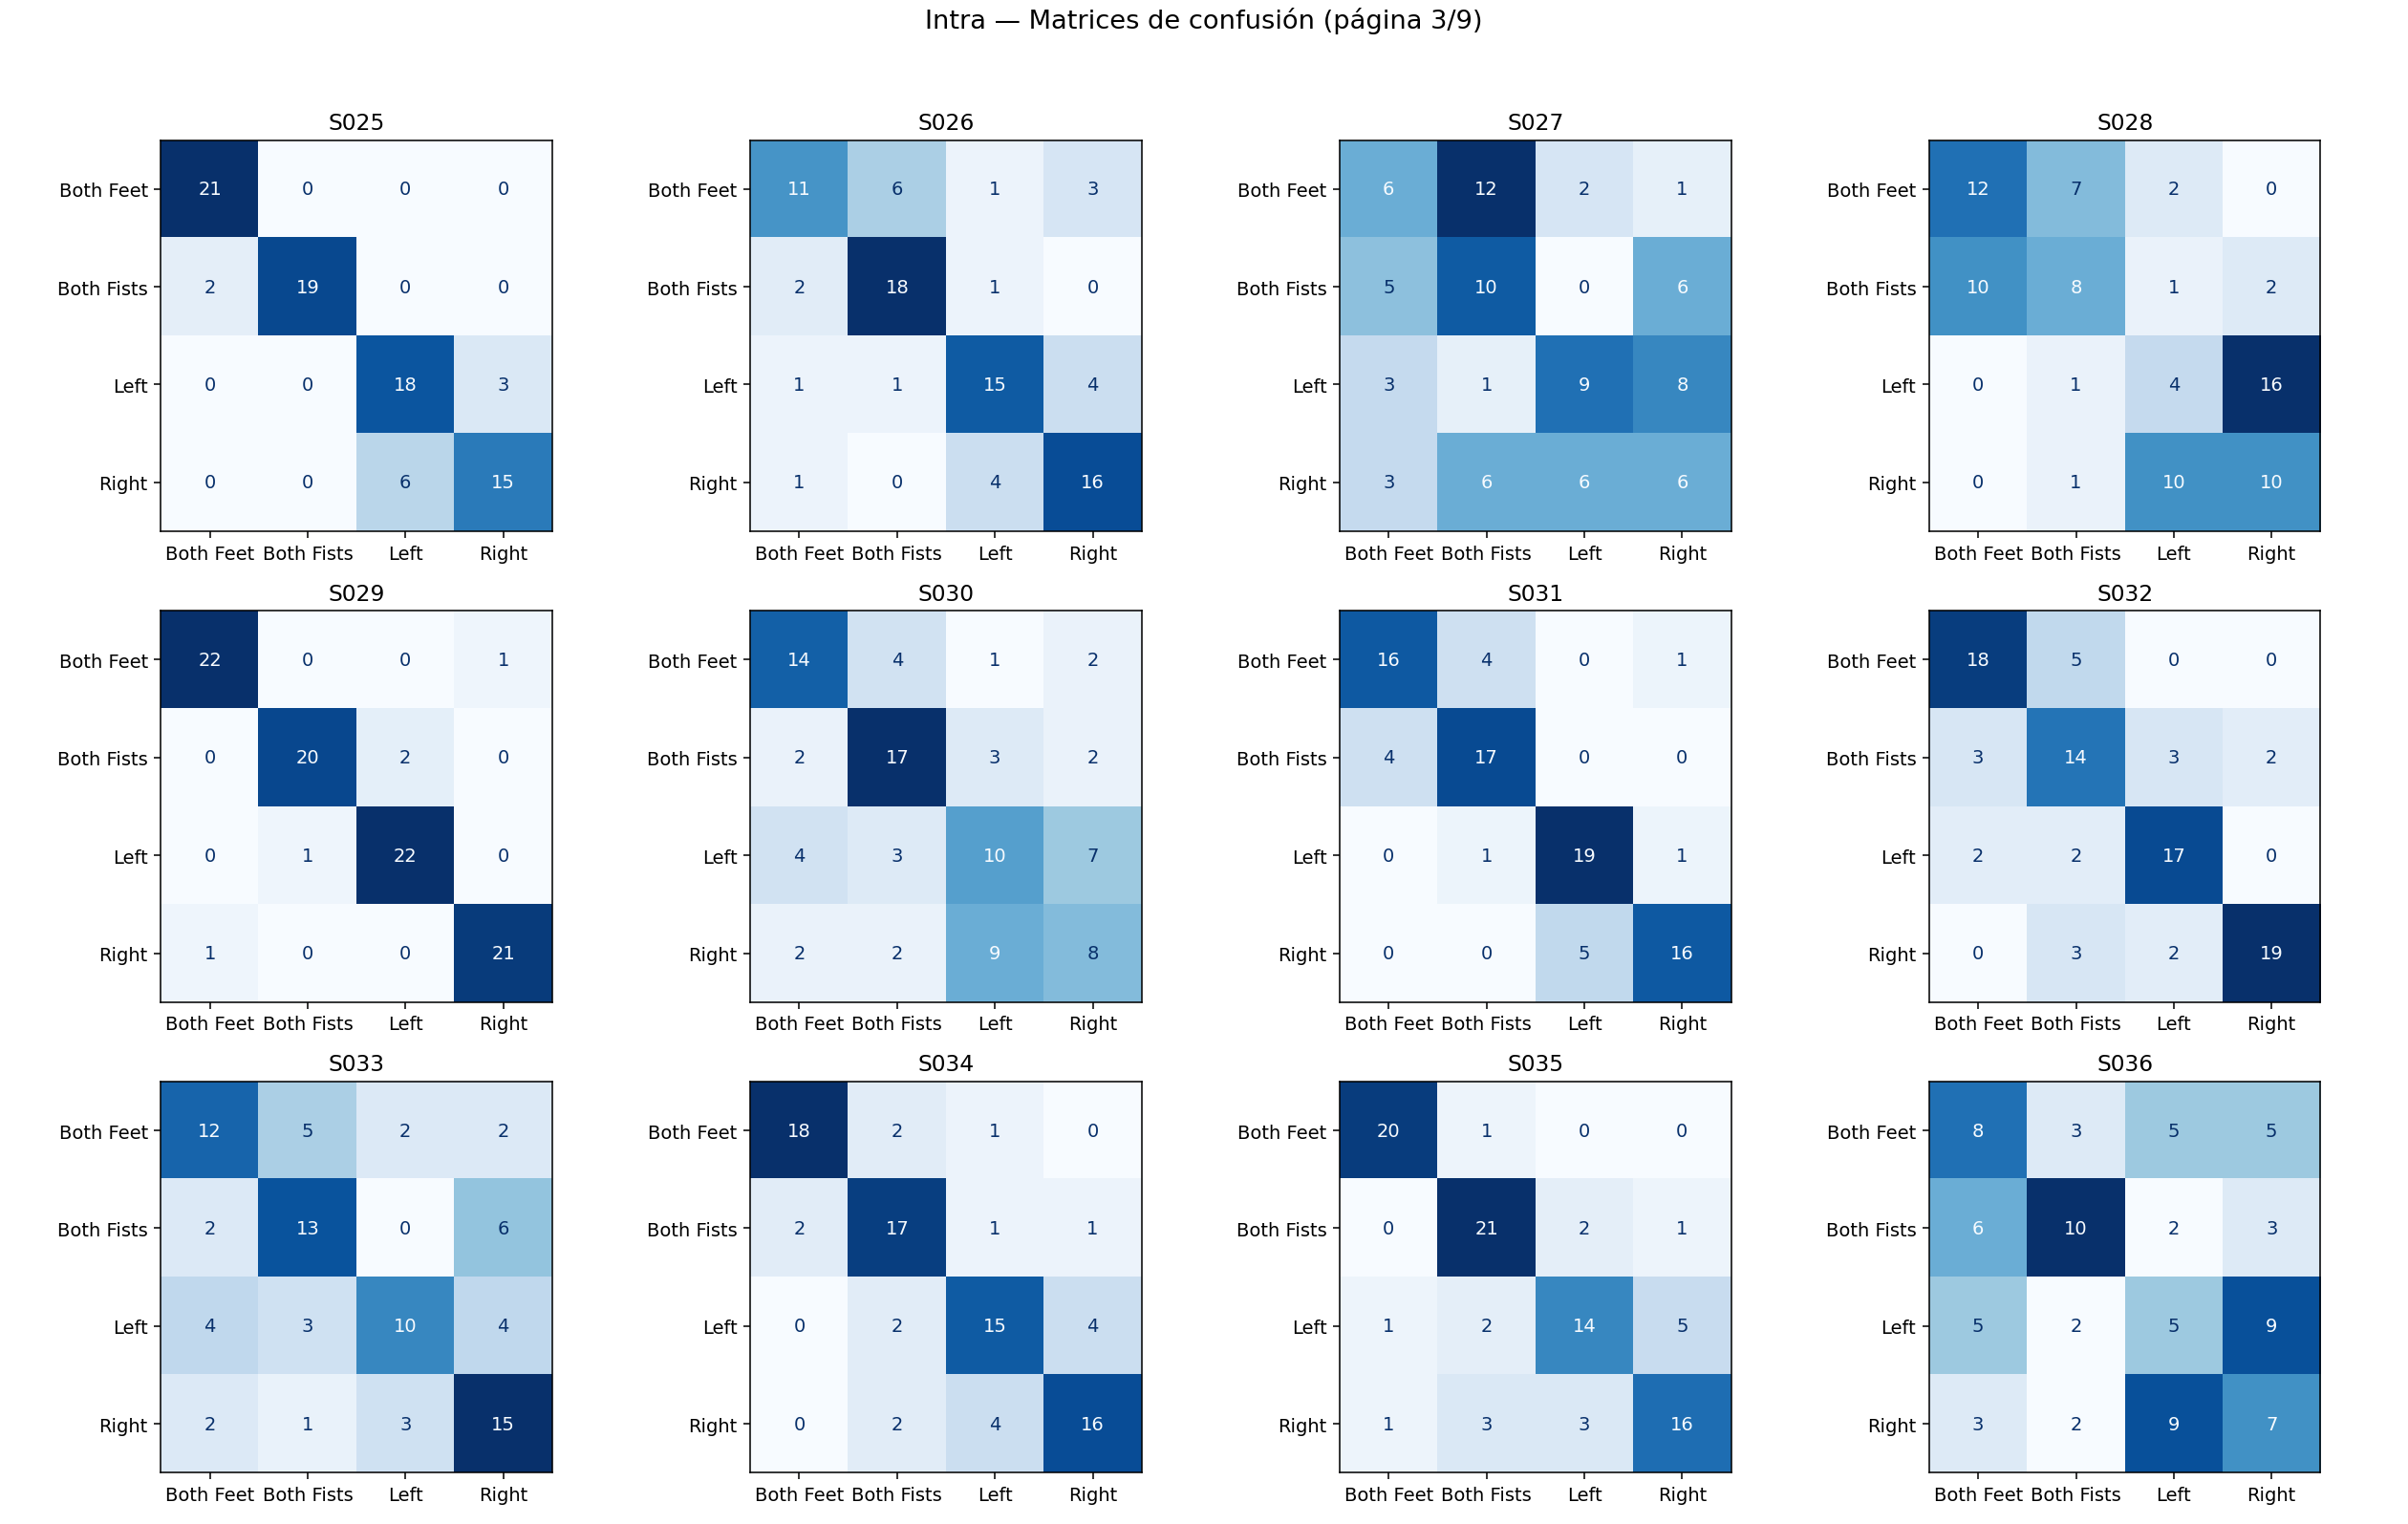 Intra — Matrices de confusión (página 3/9)
S025 S026 S027 S028
Both Feet 21 0 0 0 Both Feet 11 6 1 3 Both Feet 6 12 2 1 Both Feet 12 7 2 0
Both Fists 2 19 0 0 Both Fists 2 18 1 0 Both Fists 5 10 0 6 Both Fists 10 8 1 2
Left 0 0 18 3 Left 1 1 15 4 Left 3 1 9 8 Left 0 1 4 16
Right 0 0 6 15 Right 1 0 4 16 Right 3 6 6 6 Right 0 1 10 10
Both Feet Both Fists Left Right Both Feet Both Fists Left Right Both Feet Both Fists Left Right Both Feet Both Fists Left Right
S029 S030 S031 S032
Both Feet 22 0 0 1 Both Feet 14 4 1 2 Both Feet 16 4 0 1 Both Feet 18 5 0 0
Both Fists 0 20 2 0 Both Fists 2 17 3 2 Both Fists 4 17 0 0 Both Fists 3 14 3 2
Left 0 1 22 0 Left 4 3 10 7 Left 0 1 19 1 Left 2 2 17 0
Right 1 0 0 21 Right 2 2 9 8 Right 0 0 5 16 Right 0 3 2 19
Both Feet Both Fists Left Right Both Feet Both Fists Left Right Both Feet Both Fists Left Right Both Feet Both Fists Left Right
S033 S034 S035 S036
Both Feet 12 5 2 2 Both Feet 18 2 1 0 Both Feet 20 1 0 0 Both Feet 8 3 5 5
Both Fists 2 13 0 6 Both Fists 2 17 1 1 Both Fists 0 21 2 1 Both Fists 6 10 2 3
Left 4 3 10 4 Left 0 2 15 4 Left 1 2 14 5 Left 5 2 5 9
Right 2 1 3 15 Right 0 2 4 16 Right 1 3 3 16 Right 3 2 9 7
Both Feet Both Fists Left Right Both Feet Both Fists Left Right Both Feet Both Fists Left Right Both Feet Both Fists Left Right